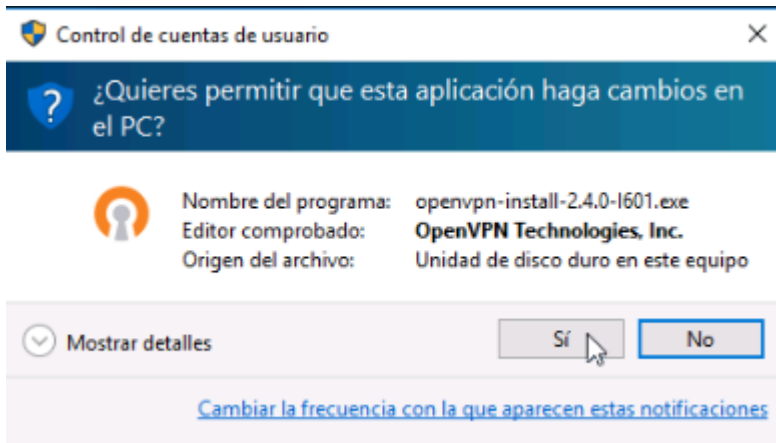 Control de cuentas de usuario
¿Quieres permitir que esta aplicación haga cambios en
el PC?
Nombre del programa: openvpn-install-2.4.0-I601.exe
Editor comprobado: OpenVPN Technologies, Inc.
Origen del archivo: Unidad de disco duro en este equipo
Mostrar detalles
Sí
No
Cambiar la frecuencia con la que aparecen estas notificaciones